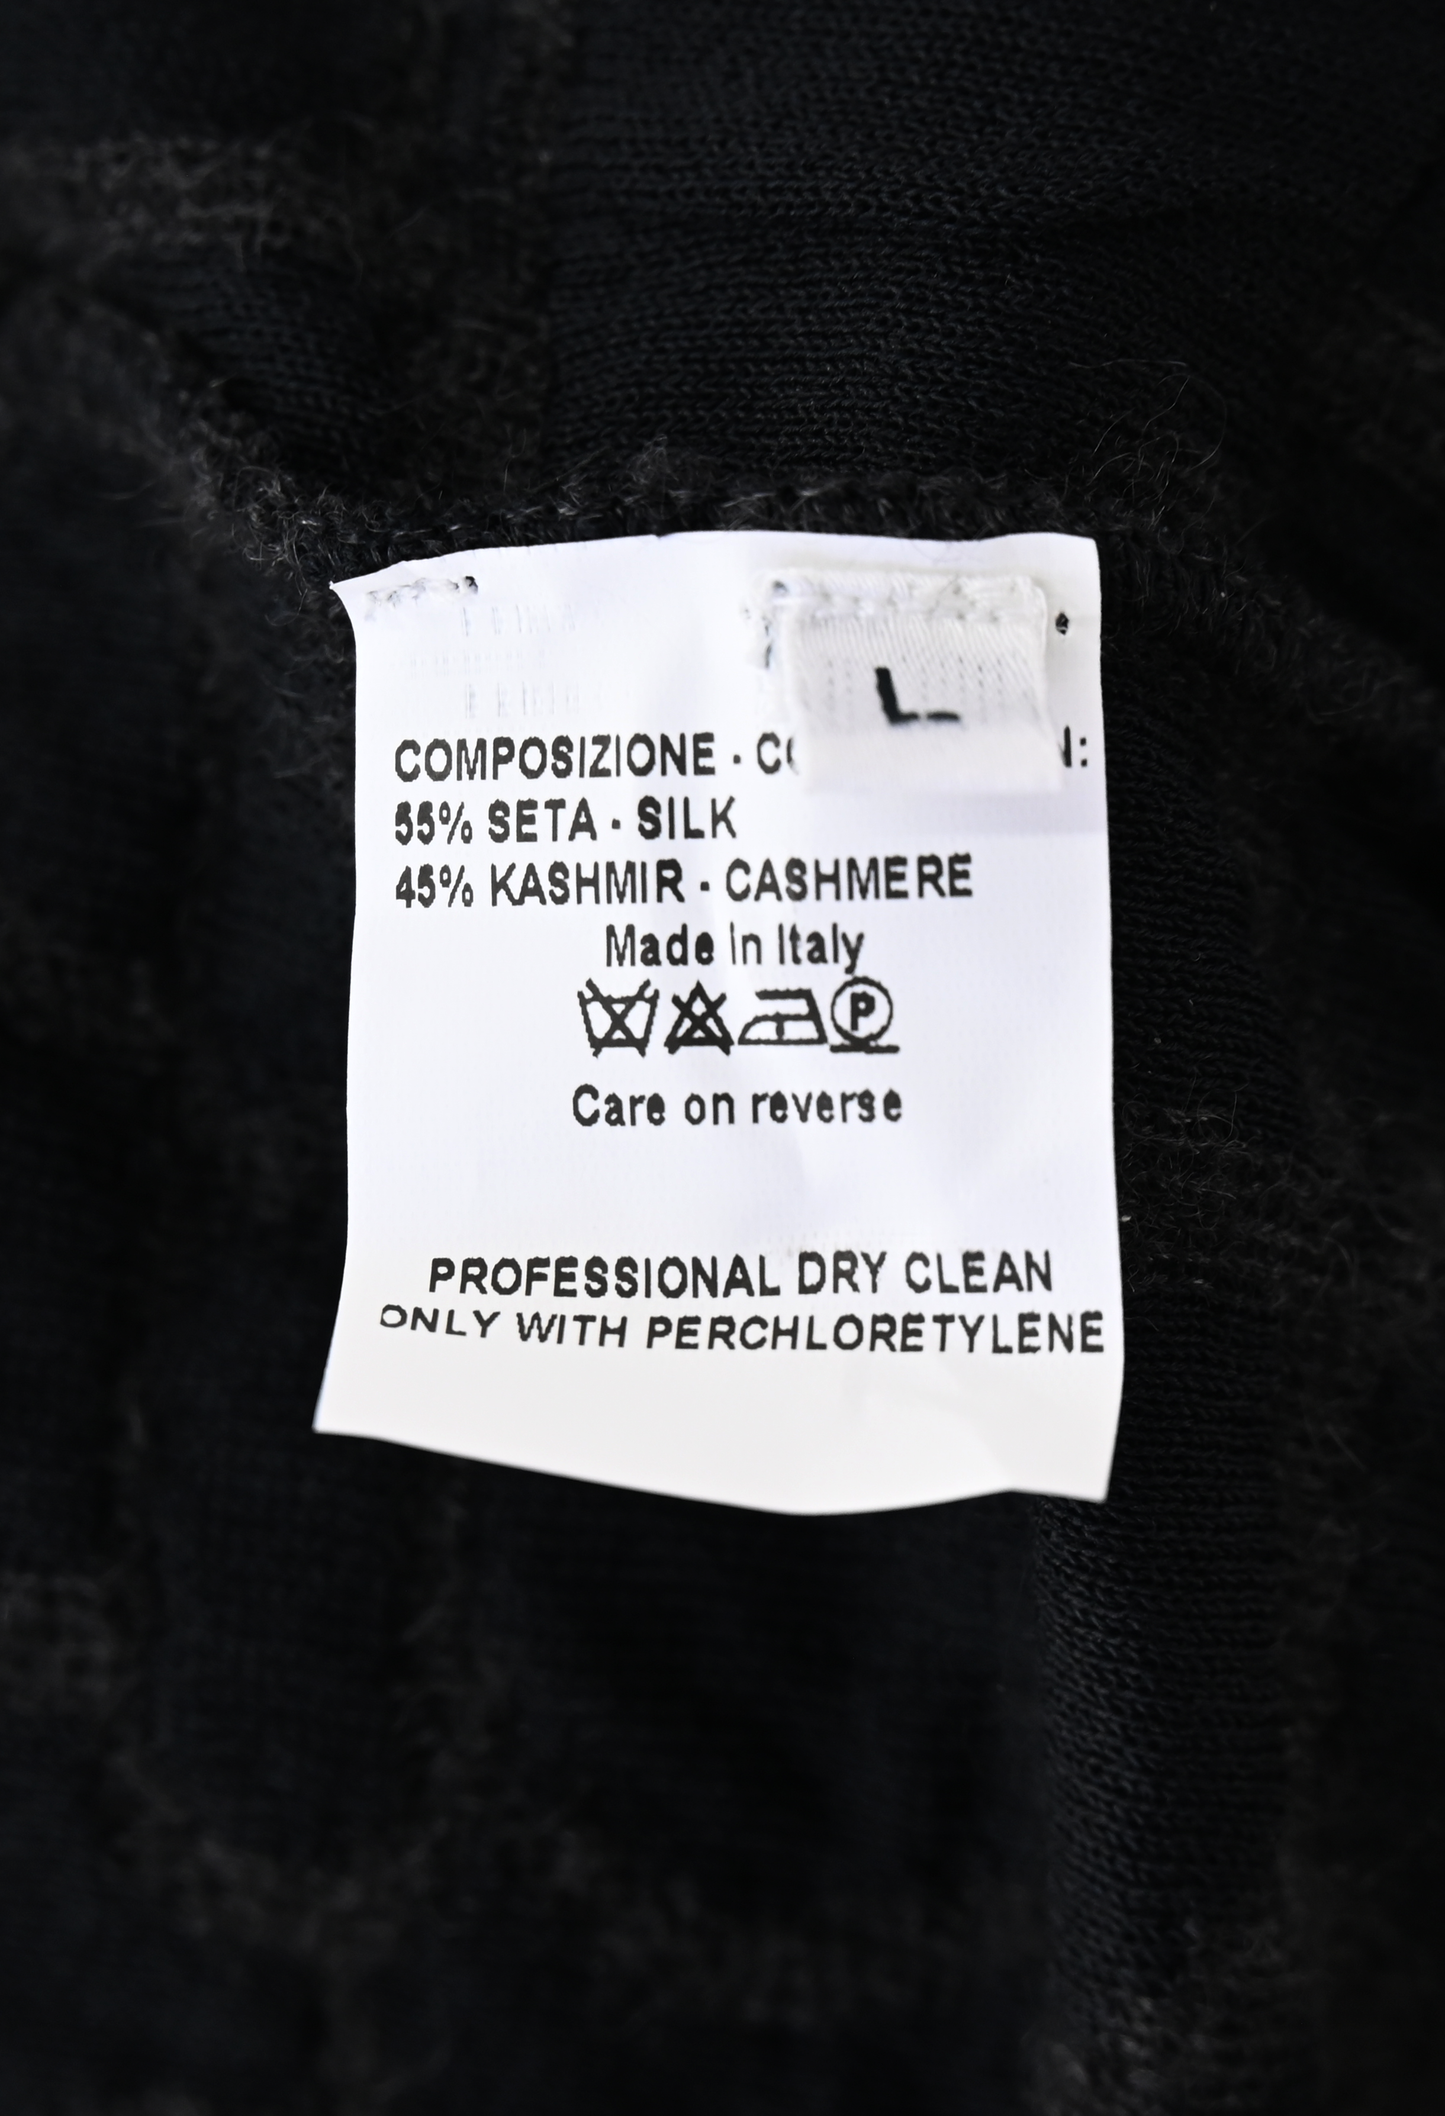 L
COMPOSIZIONE - CO N:
55% SETA - SILK
45% KASHMIR - CASHMERE
Made in Italy
P
Care on reverse
PROFESSIONAL DRY CLEAN
ONLY WITH PERCHLORETYLENE